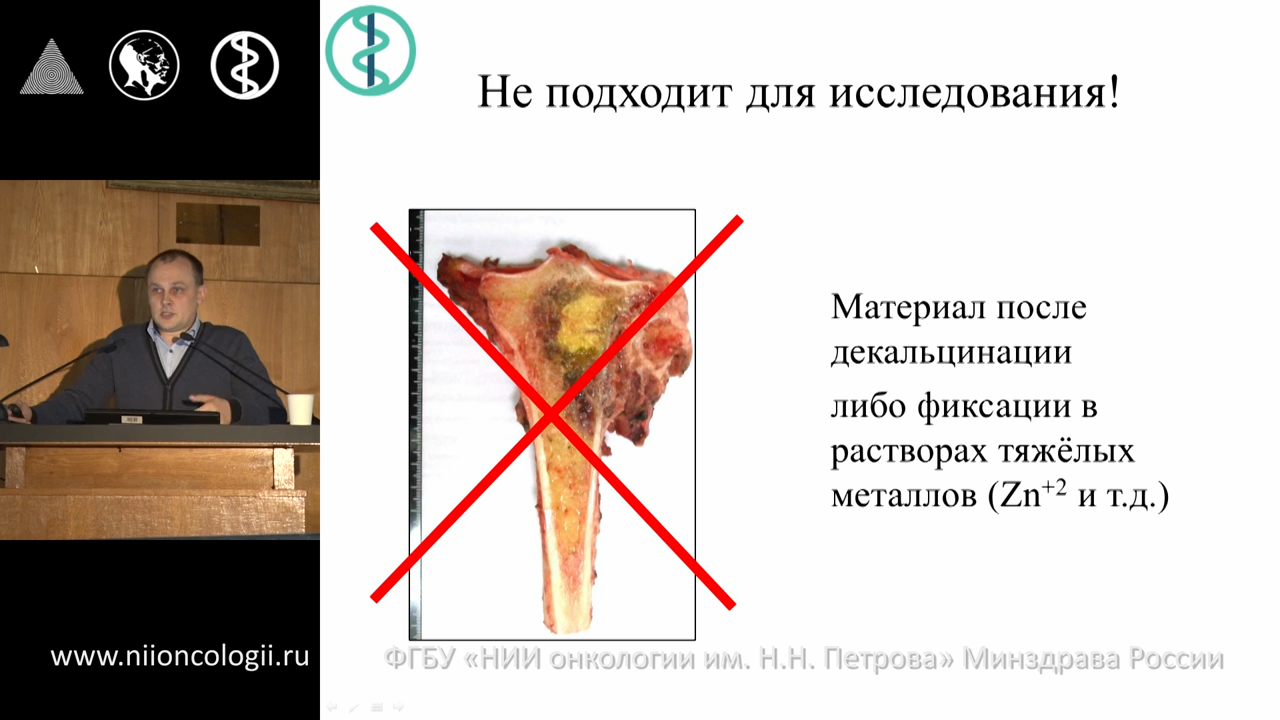 Не подходит для исследования!
Материал после
декальцинации
либо фиксации в
растворах тяжёлых
металлов (Zn⁺² и т.д.)
www.niioncologii.ru
ФГБУ «НИИ онкологии им. Н.Н. Петрова» Минздрава России